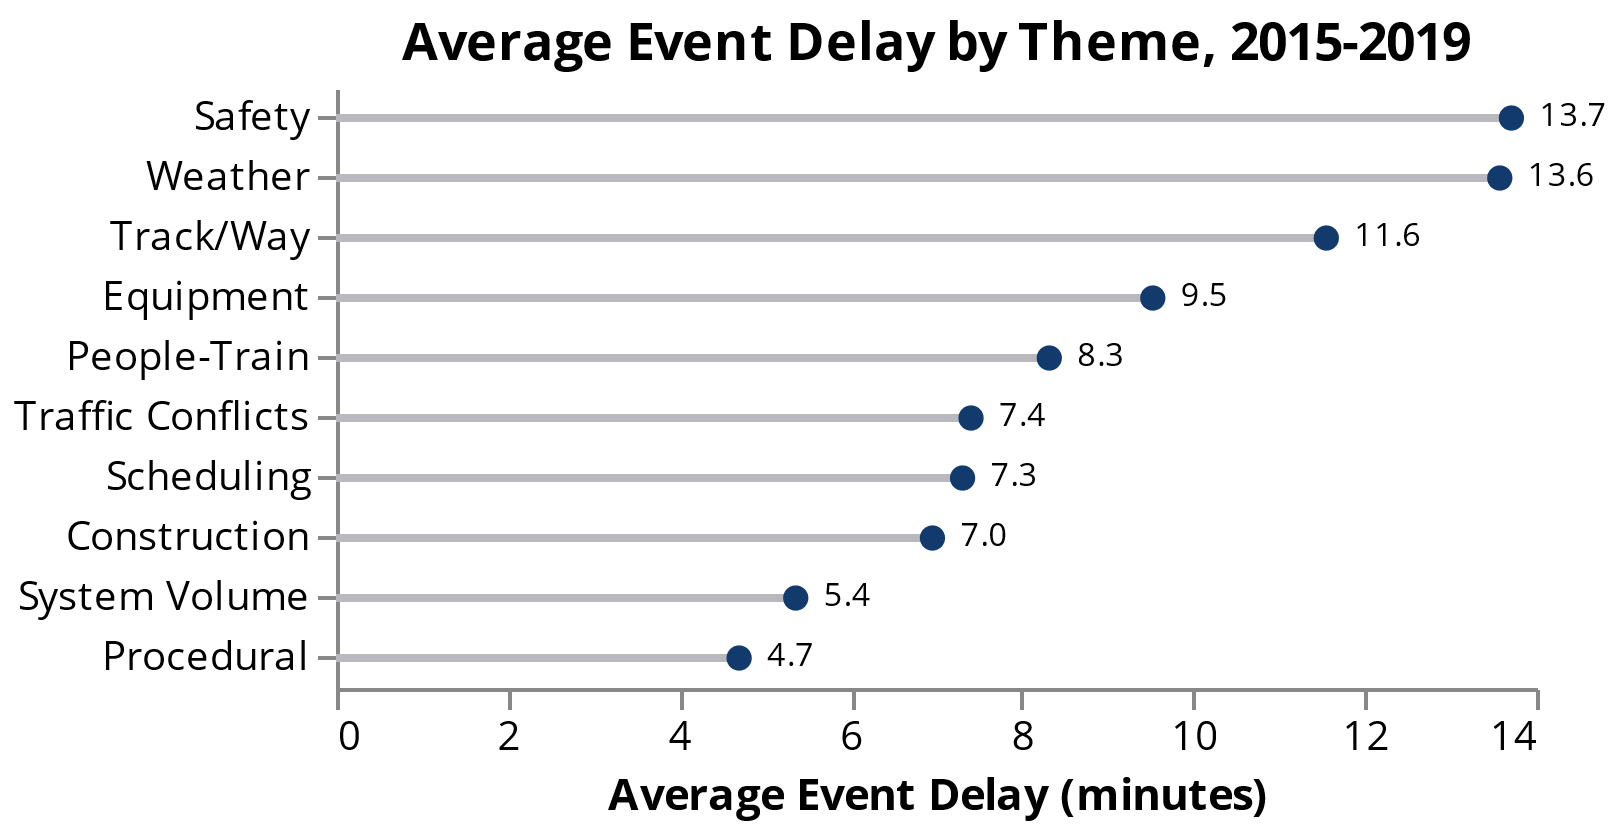 Average Event Delay by Theme, 2015-2019
Safety 13.7
Weather 13.6
Track/Way 11.6
Equipment 9.5
People-Train 8.3
Traffic Conflicts 7.4
Scheduling 7.3
Construction 7.0
System Volume 5.4
Procedural 4.7
0 2 4 6 8 10 12 14
Average Event Delay (minutes)